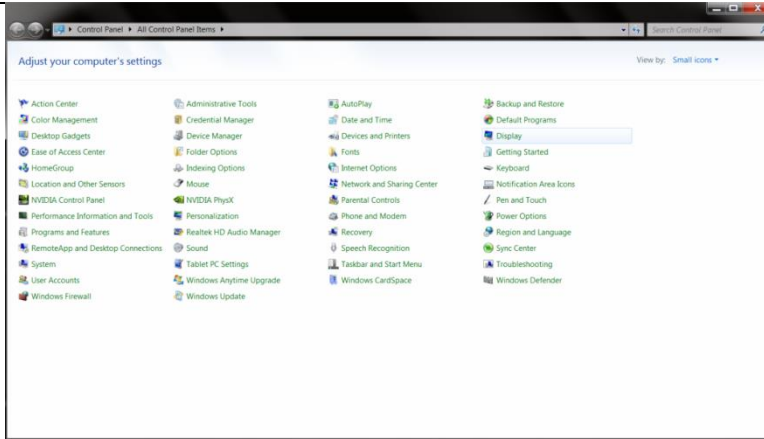 Control Panel All Control Panel Items
Search Control Panel
Adjust your computer's settings
View by: Small icons
Action Center Administrative Tools AutoPlay Backup and Restore
Color Management Credential Manager Date and Time Default Programs
Desktop Gadgets Device Manager Devices and Printers Display
Ease of Access Center Folder Options Fonts Getting Started
HomeGroup Indexing Options Internet Options Keyboard
Location and Other Sensors Mouse Network and Sharing Center Notification Area Icons
NVIDIA Control Panel NVIDIA PhysX Parental Controls Pen and Touch
Performance Information and Tools Personalization Phone and Modem Power Options
Programs and Features Realtek HD Audio Manager Recovery Region and Language
RemoteApp and Desktop Connections Sound Speech Recognition Sync Center
System Tablet PC Settings Taskbar and Start Menu Troubleshooting
User Accounts Windows Anytime Upgrade Windows CardSpace Windows Defender
Windows Firewall Windows Update